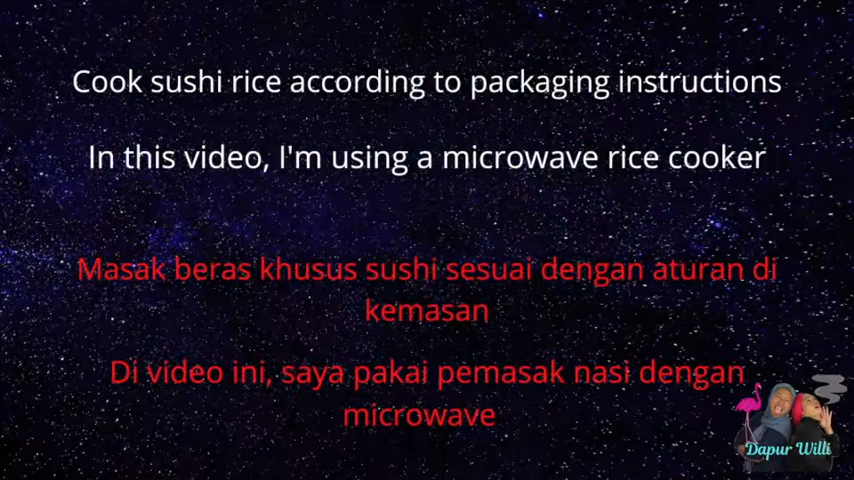 Cook sushi rice according to packaging instructions
In this video, I'm using a microwave rice cooker
Masak beras khusus sushi sesuai dengan aturan di
kemasan
Di video ini, saya pakai pemasak nasi dengan
microwave
Dapur Willi